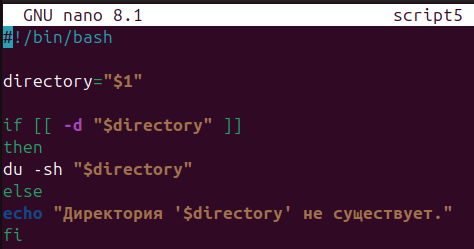 GNU nano 8.1 script5
#!/bin/bash
directory="$1"
if [[ -d "$directory" ]]
then
du -sh "$directory"
else
echo "Директория '$directory' не существует."
fi